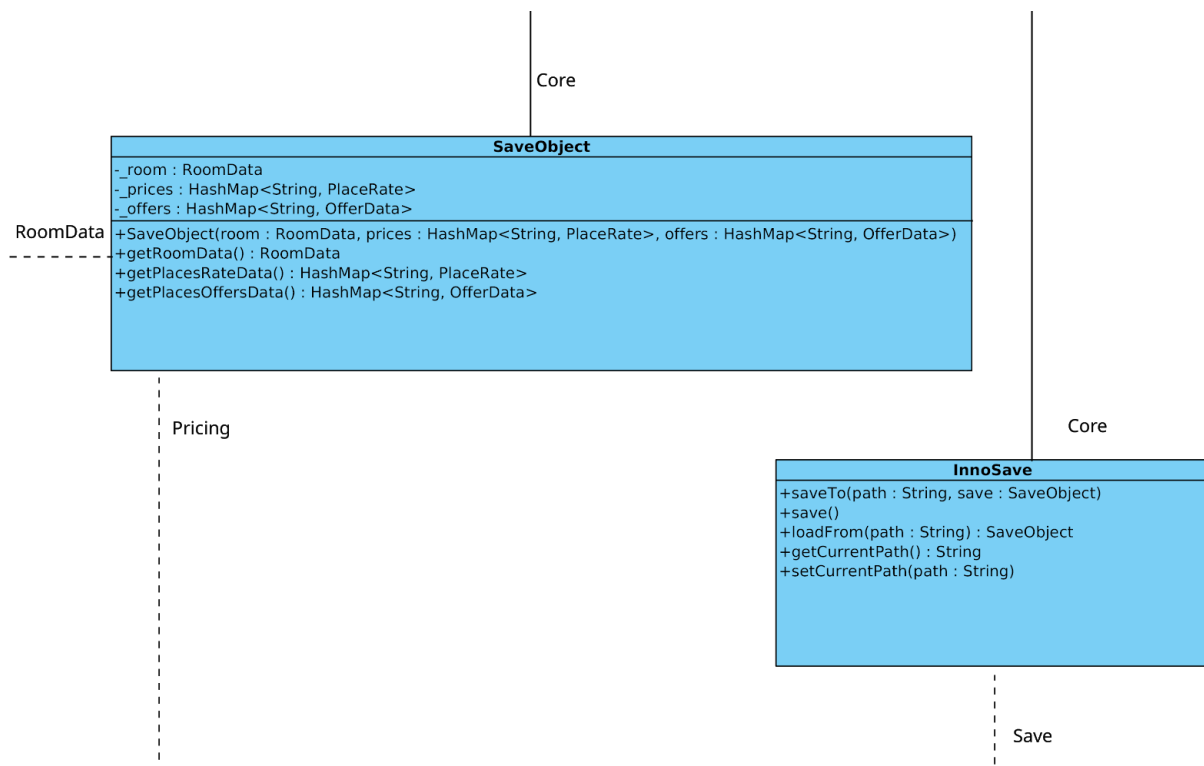 Core
SaveObject
-_room : RoomData
-_prices : HashMap<String, PlaceRate>
-_offers : HashMap<String, OfferData>
RoomData
+SaveObject(room : RoomData, prices : HashMap<String, PlaceRate>, offers : HashMap<String, OfferData>)
+getRoomData() : RoomData
+getPlacesRateData() : HashMap<String, PlaceRate>
+getPlacesOffersData() : HashMap<String, OfferData>
Pricing
Core
InnoSave
+saveTo(path : String, save : SaveObject)
+save()
+loadFrom(path : String) : SaveObject
+getCurrentPath() : String
+setCurrentPath(path : String)
Save